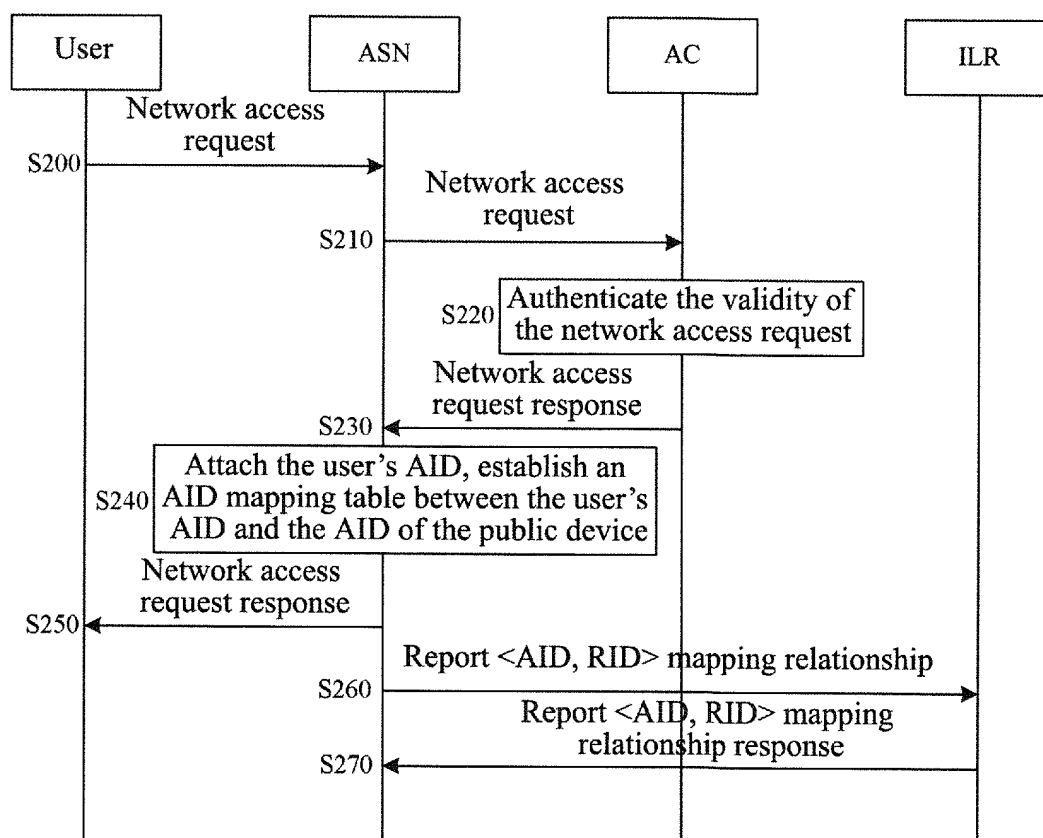 User
ASN
AC
ILR
Network access
request
S200
Network access
request
S210
S220
Authenticate the validity of
the network access request
Network access
request response
S230
Attach the user's AID, establish an
S240
AID mapping table between the user's
AID and the AID of the public device
Network access
request response
S250
Report <AID, RID> mapping relationship
S260
Report <AID, RID> mapping
relationship response
S270